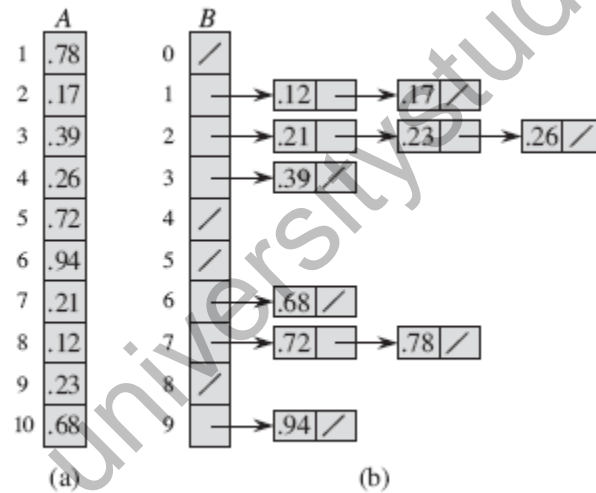 A B
1 .78 0 /
2 .17 1 .12 .17 /
3 .39 2 .21 .23 .26 /
4 .26 3 .39 /
5 .72 4 /
6 .94 5 /
7 .21 6 .68 /
8 .12 7 .72 .78 /
9 .23 8 /
10 .68 9 .94 /
(a) (b)
universitystud